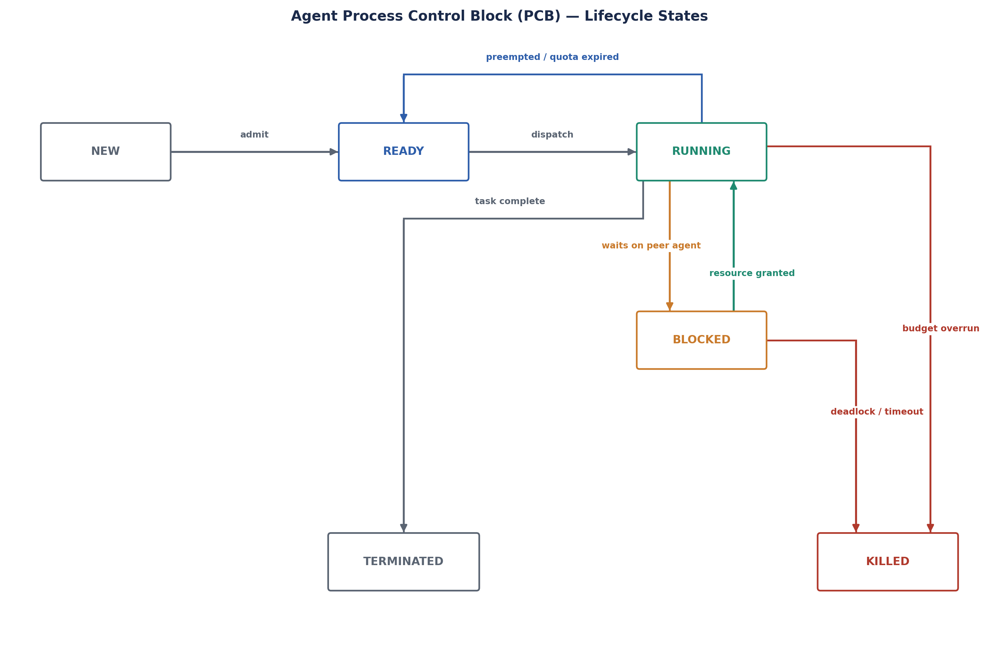 Agent Process Control Block (PCB) — Lifecycle States
preempted / quota expired
admit
dispatch
NEW
READY
RUNNING
task complete
waits on peer agent
resource granted
budget overrun
BLOCKED
deadlock / timeout
TERMINATED
KILLED